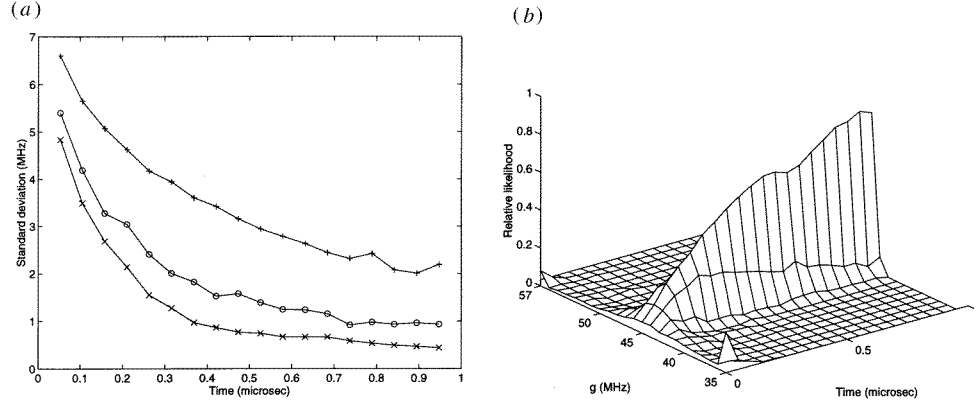 (a)
7
6
5
4
3
2
1
0
Standard deviation (MHz)
0 0.1 0.2 0.3 0.4 0.5 0.6 0.7 0.8 0.9 1
Time (microsec)
(b)
1
0.8
0.6
0.4
0.2
0
Relative likelihood
57
50
45
40
35
g (MHz)
0
0.5
Time (microsec)